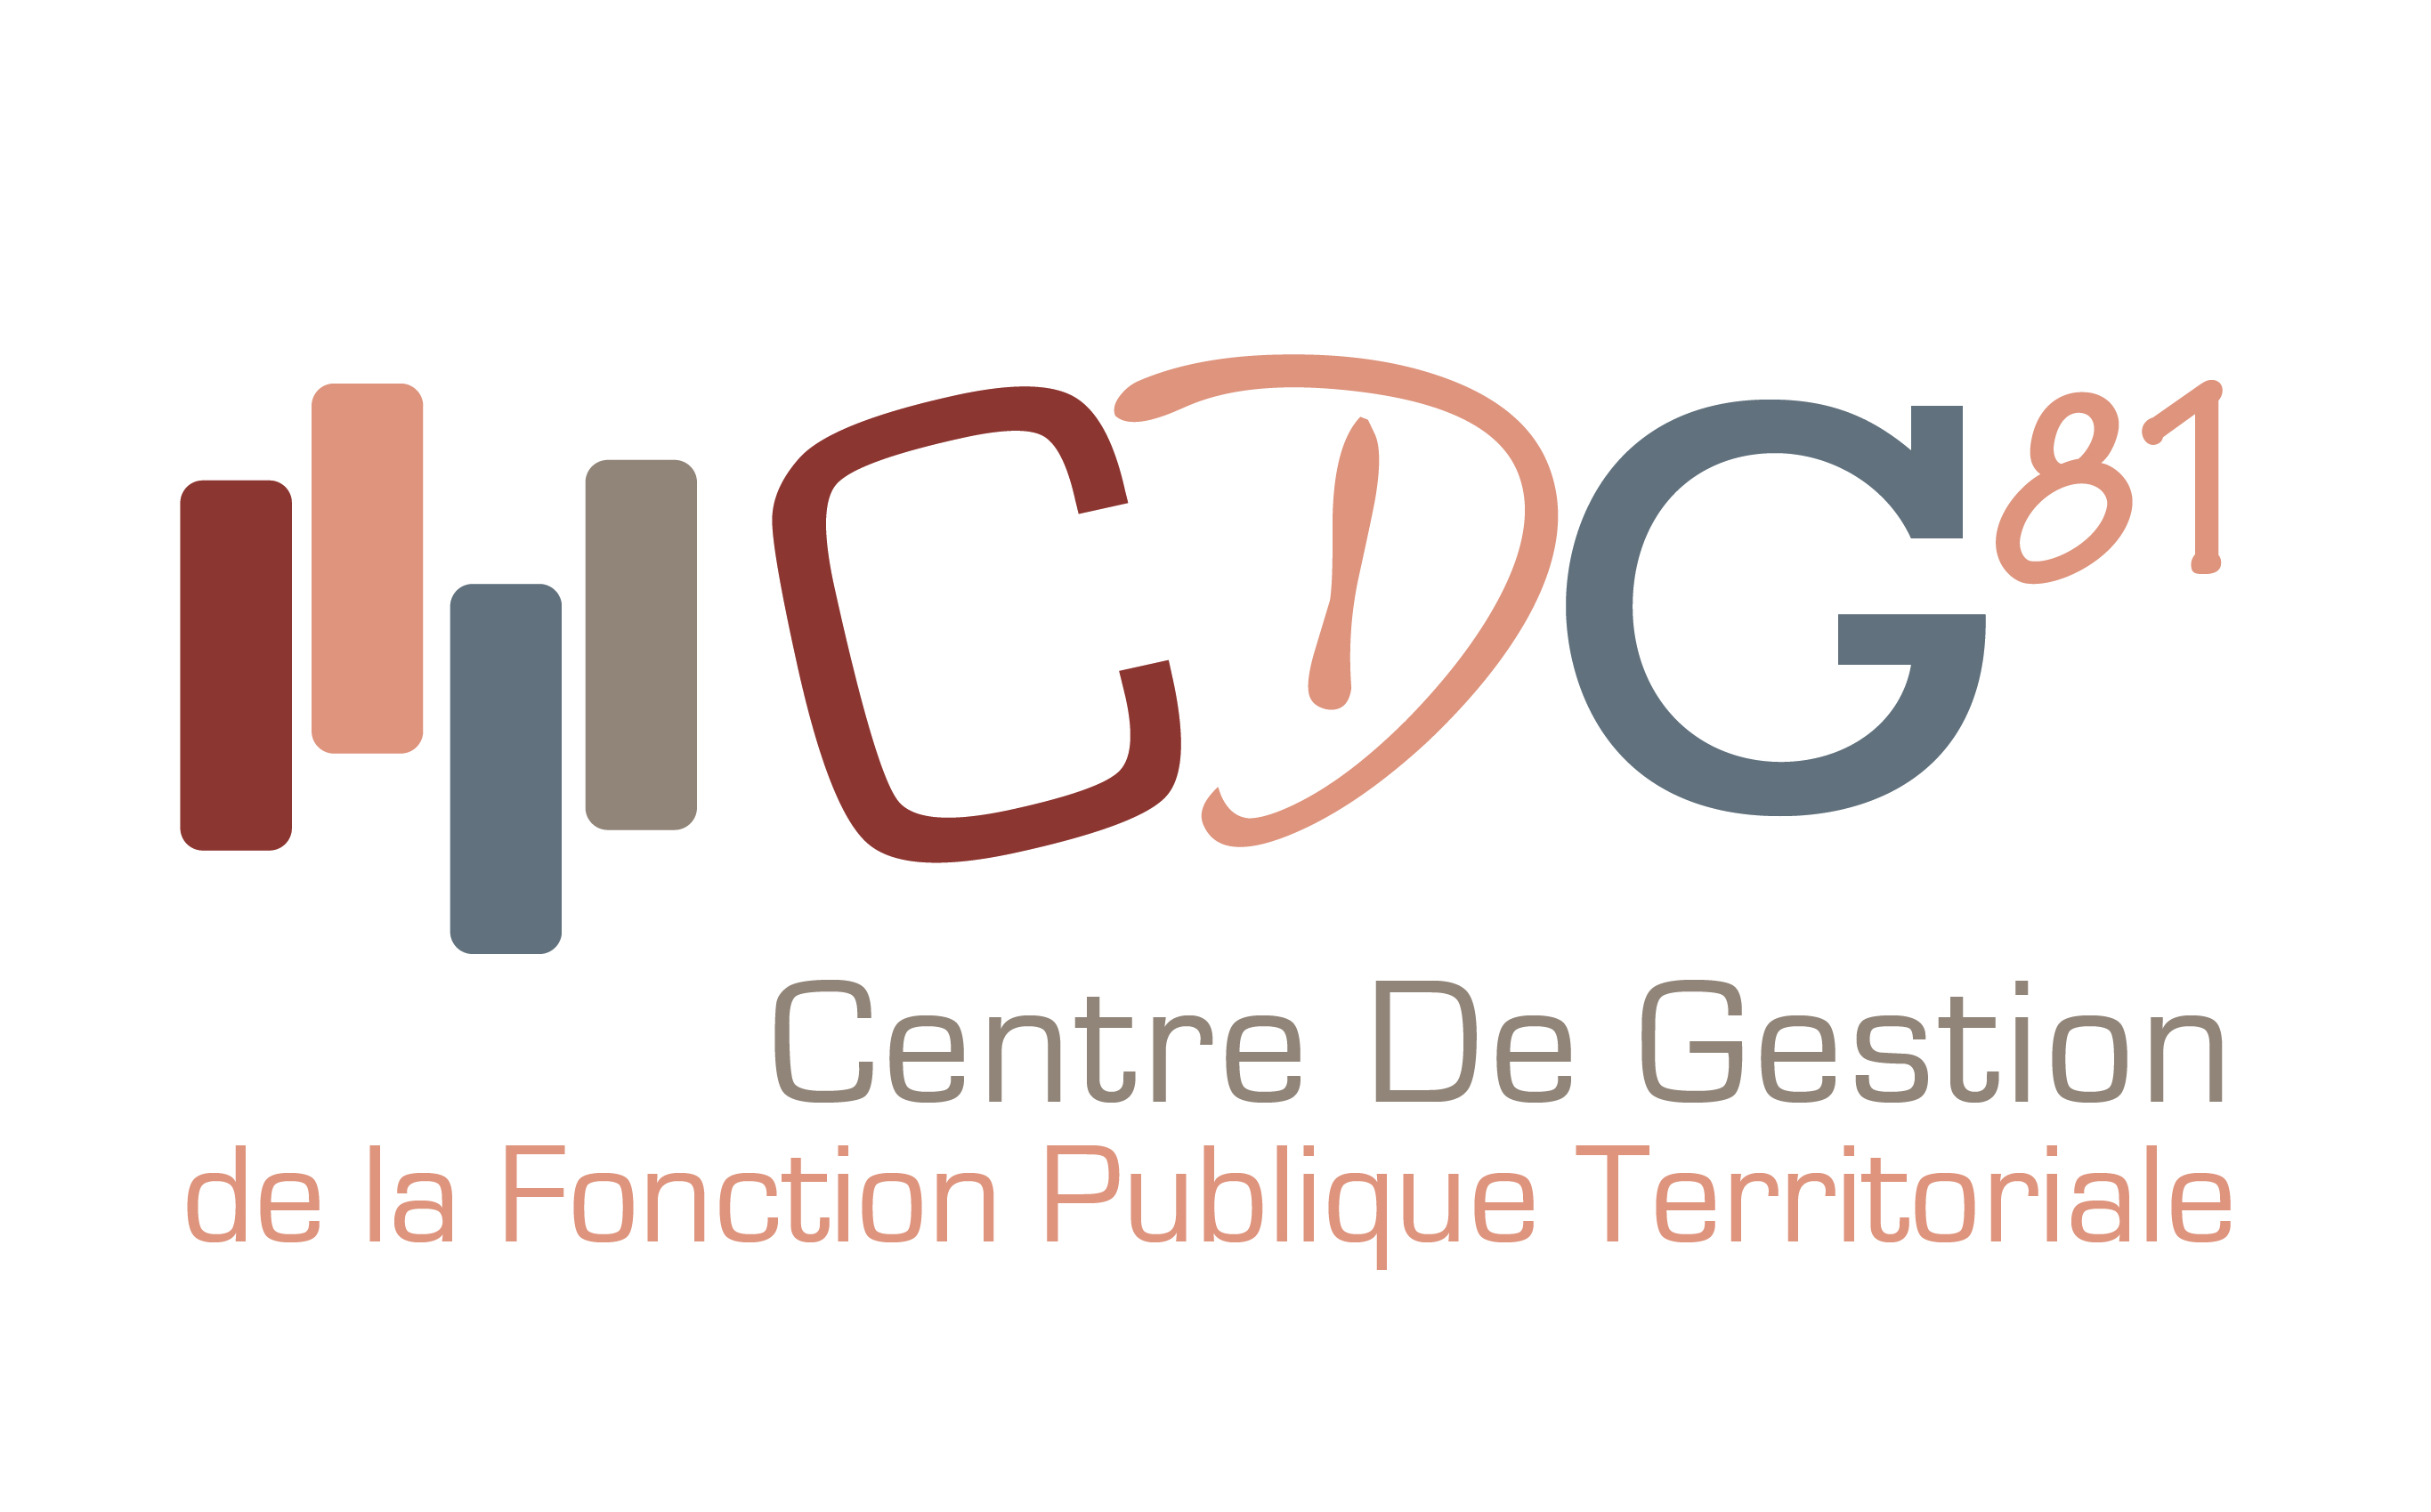 CDG81
Centre De Gestion
de la Fonction Publique Territoriale